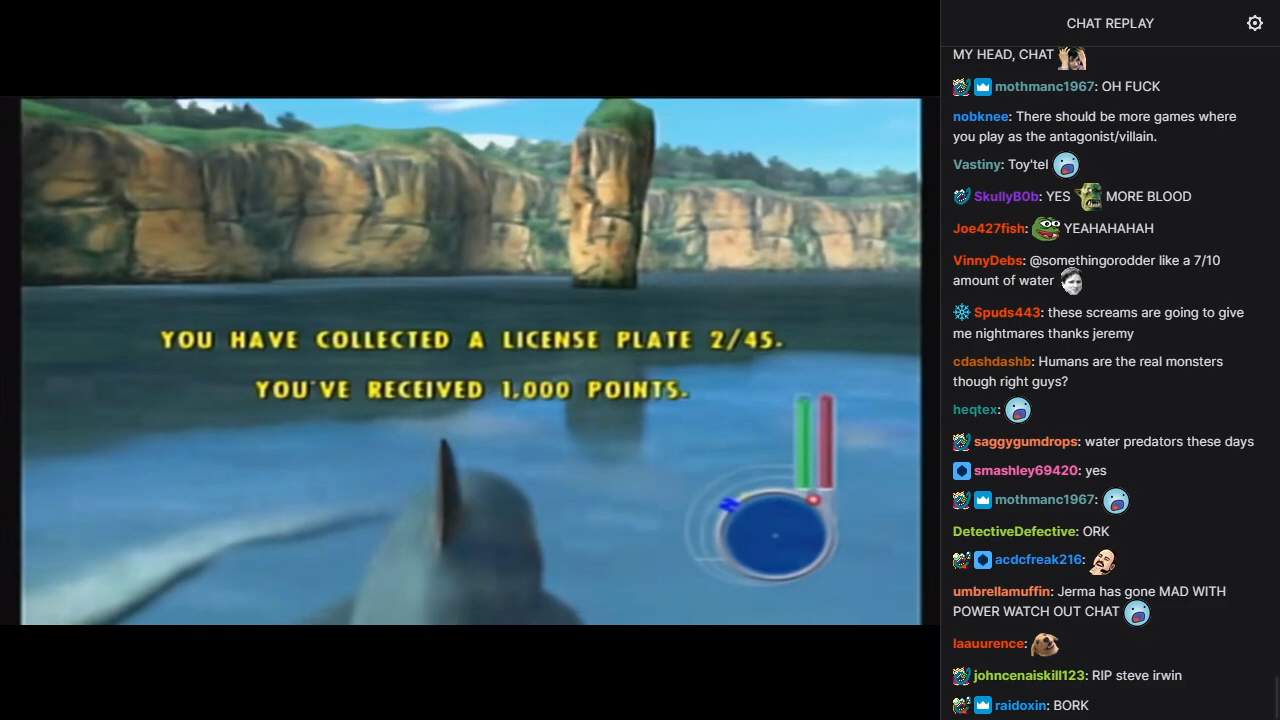 YOU HAVE COLLECTED A LICENSE PLATE 2/45.
YOU'VE RECEIVED 1,000 POINTS.
N
CHAT REPLAY
MY HEAD, CHAT
mothmanc1967: OH FUCK
nobknee: There should be more games where
you play as the antagonist/villain.
Vastiny: Toy'tel
SkullyB0b: YES MORE BLOOD
Joe427fish: YEAHAHAHAH
VinnyDebs: @somethingorodder like a 7/10
amount of water
Spuds443: these screams are going to give
me nightmares thanks jeremy
cdashdashb: Humans are the real monsters
though right guys?
heqtex:
saggygumdrops: water predators these days
smashley69420: yes
mothmanc1967:
DetectiveDefective: ORK
acdcfreak216:
umbrellamuffin: Jerma has gone MAD WITH
POWER WATCH OUT CHAT
laauurence:
johncenaiskill123: RIP steve irwin
raidoxin: BORK